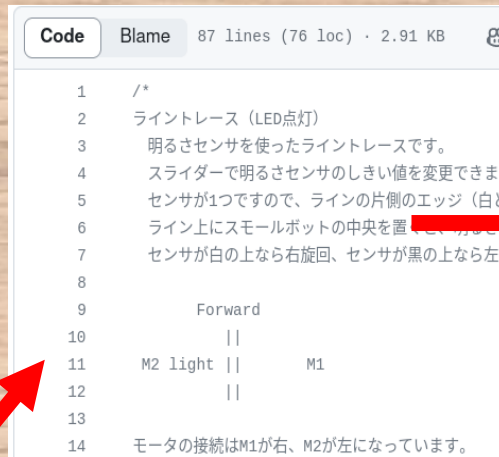 Code Blame 87 lines (76 loc) · 2.91 KB
1 /*
2 ライントレース（LED点灯）
3 明るさセンサを使ったライントレースです。
4 スライダーで明るさセンサのしきい値を変更できま
5 センサが1つですので、ラインの片側のエッジ（白と
6 ライン上にスモールボットの中央を置
7 センサが白の上なら右旋回、センサが黒の上なら左
8
9 Forward
10 ||
11 M2 light || M1
12 ||
13
14 モータの接続はM1が右、M2が左になっています。